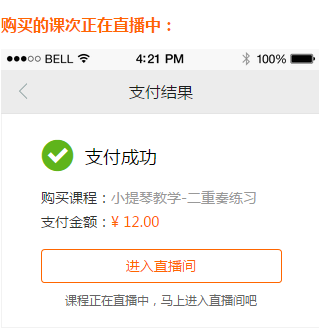 购买的课次正在直播中：
BELL 4:21 PM 100%
支付结果
支付成功
购买课程：小提琴教学-二重奏练习
支付金额：¥ 12.00
进入直播间
课程正在直播中，马上进入直播间吧